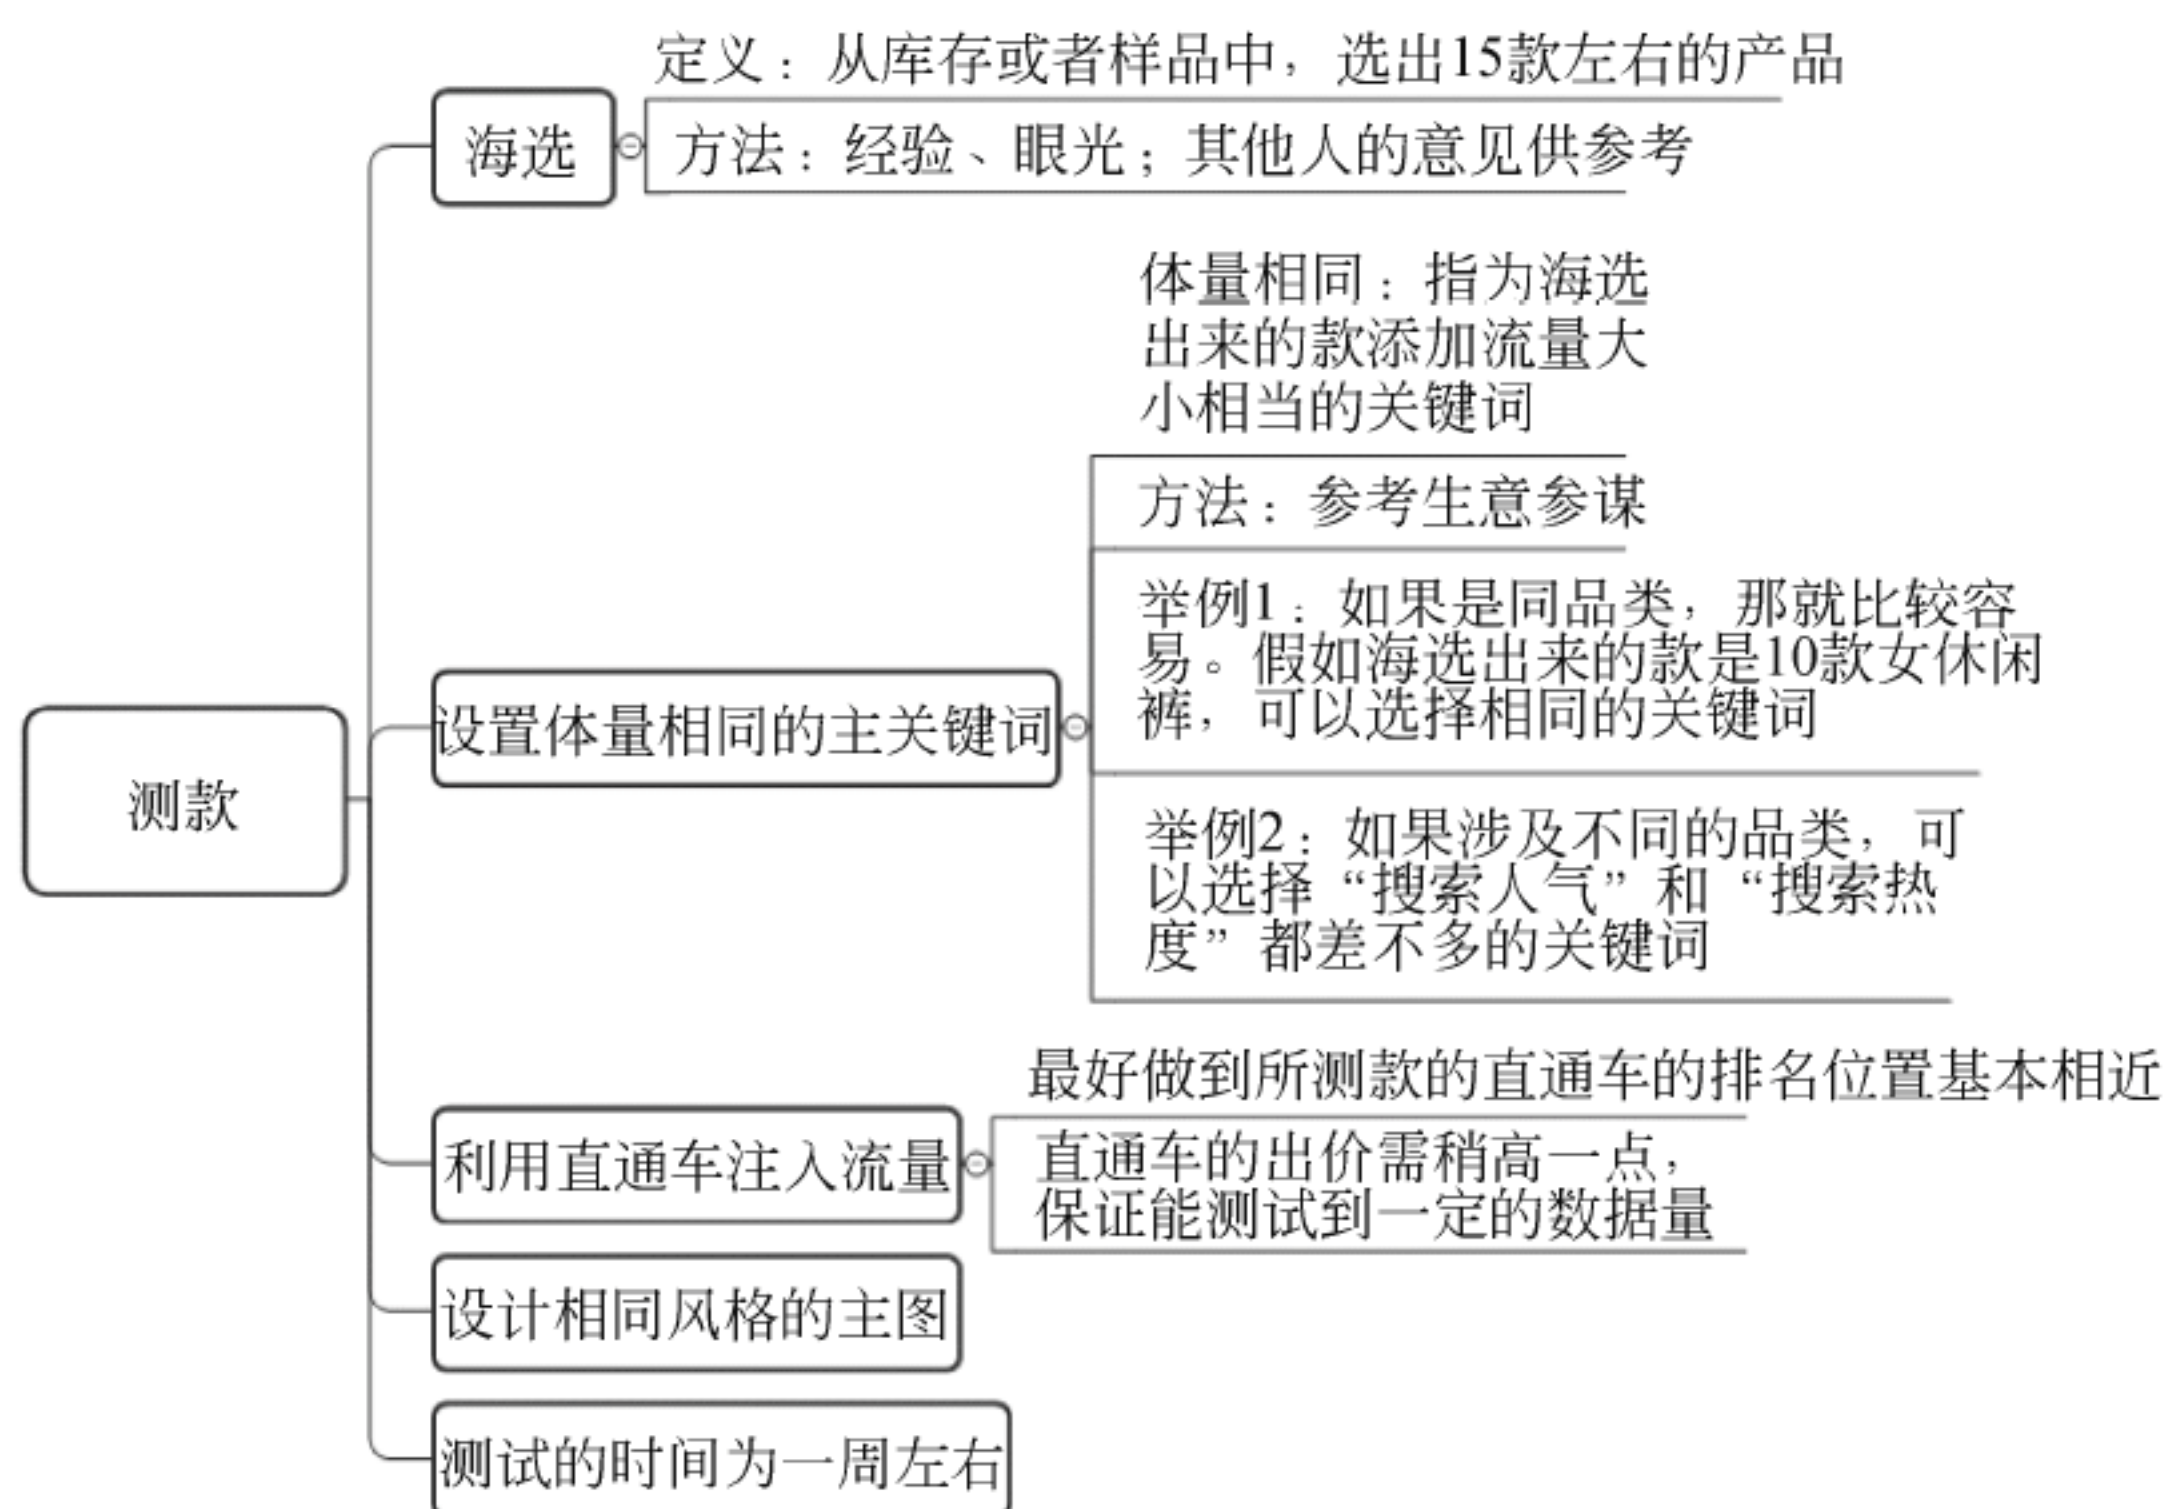 测款
海选
定义：从库存或者样品中，选出15款左右的产品
方法：经验、眼光；其他人的意见供参考
设置体量相同的主关键词
体量相同：指为海选
出来的款添加流量大
小相当的关键词
方法：参考生意参谋
举例1：如果是同品类，那就比较容
易。假如海选出来的款是10款女休闲
裤，可以选择相同的关键词
举例2：如果涉及不同的品类，可
以选择“搜索人气”和“搜索热
度”都差不多的关键词
利用直通车注入流量
最好做到所测款的直通车的排名位置基本相近
直通车的出价需稍高一点，
保证能测试到一定的数据量
设计相同风格的主图
测试的时间为一周左右